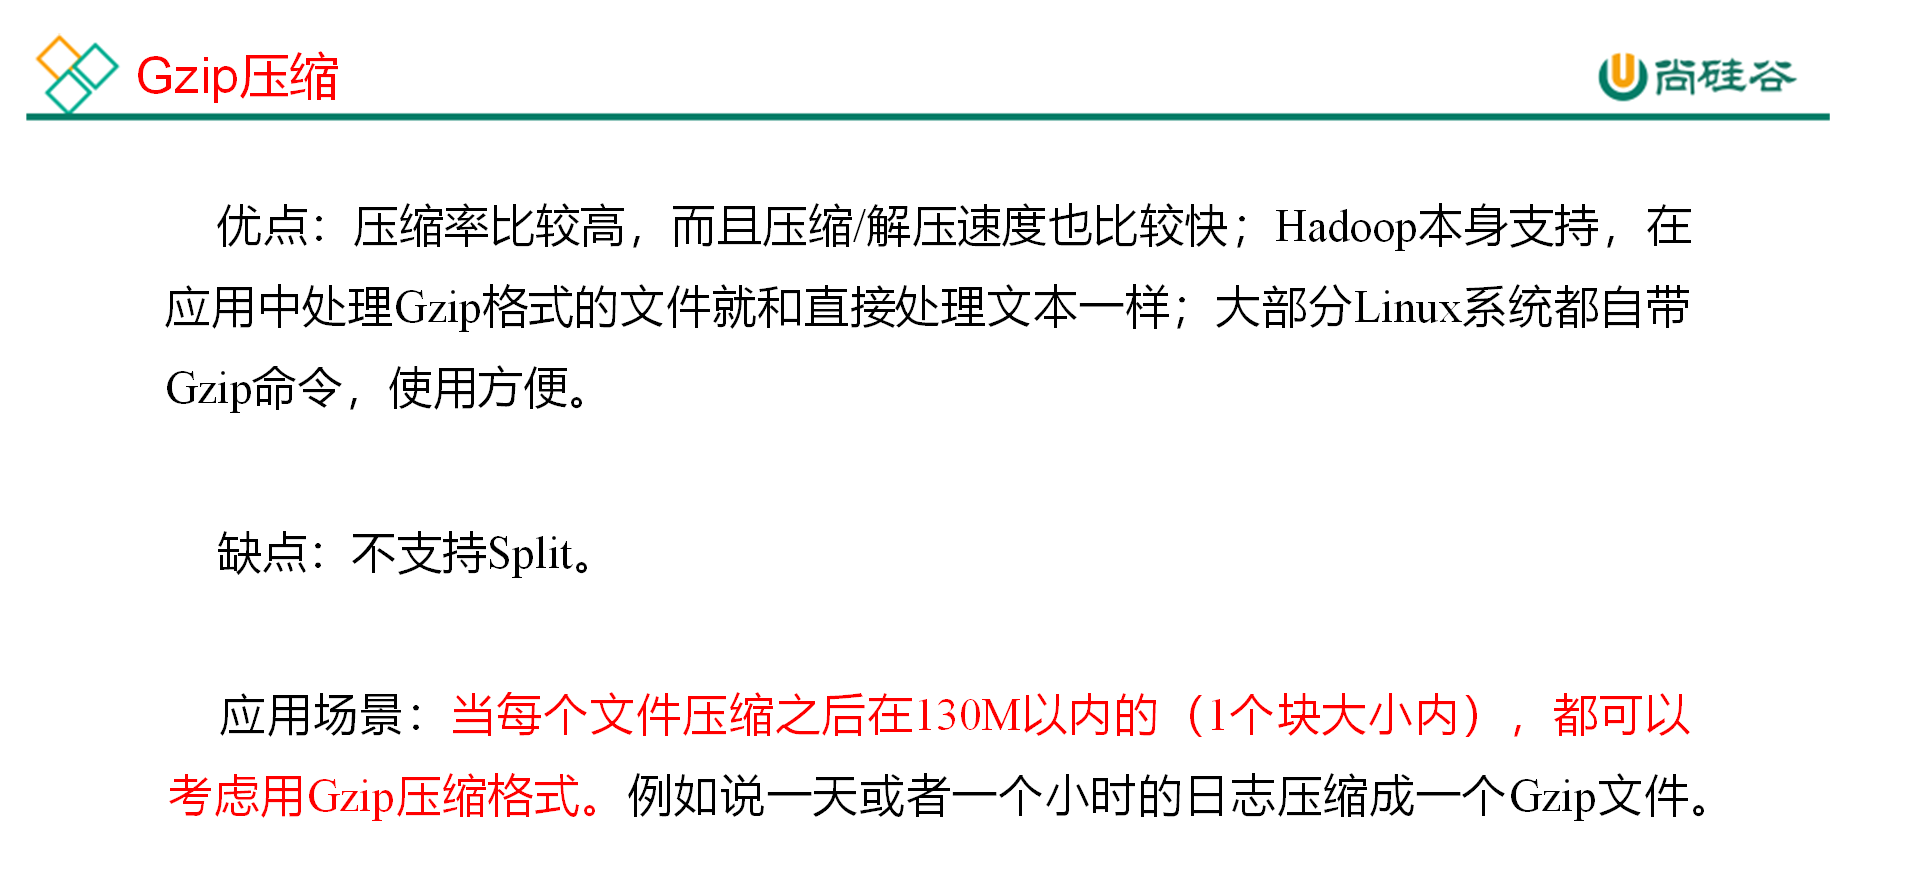 Gzip压缩
尚硅谷
优点：压缩率比较高，而且压缩/解压速度也比较快；Hadoop本身支持，在
应用中处理Gzip格式的文件就和直接处理文本一样；大部分Linux系统都自带
Gzip命令，使用方便。
缺点：不支持Split。
应用场景：当每个文件压缩之后在130M以内的（1个块大小内），都可以
考虑用Gzip压缩格式。例如说一天或者一个小时的日志压缩成一个Gzip文件。